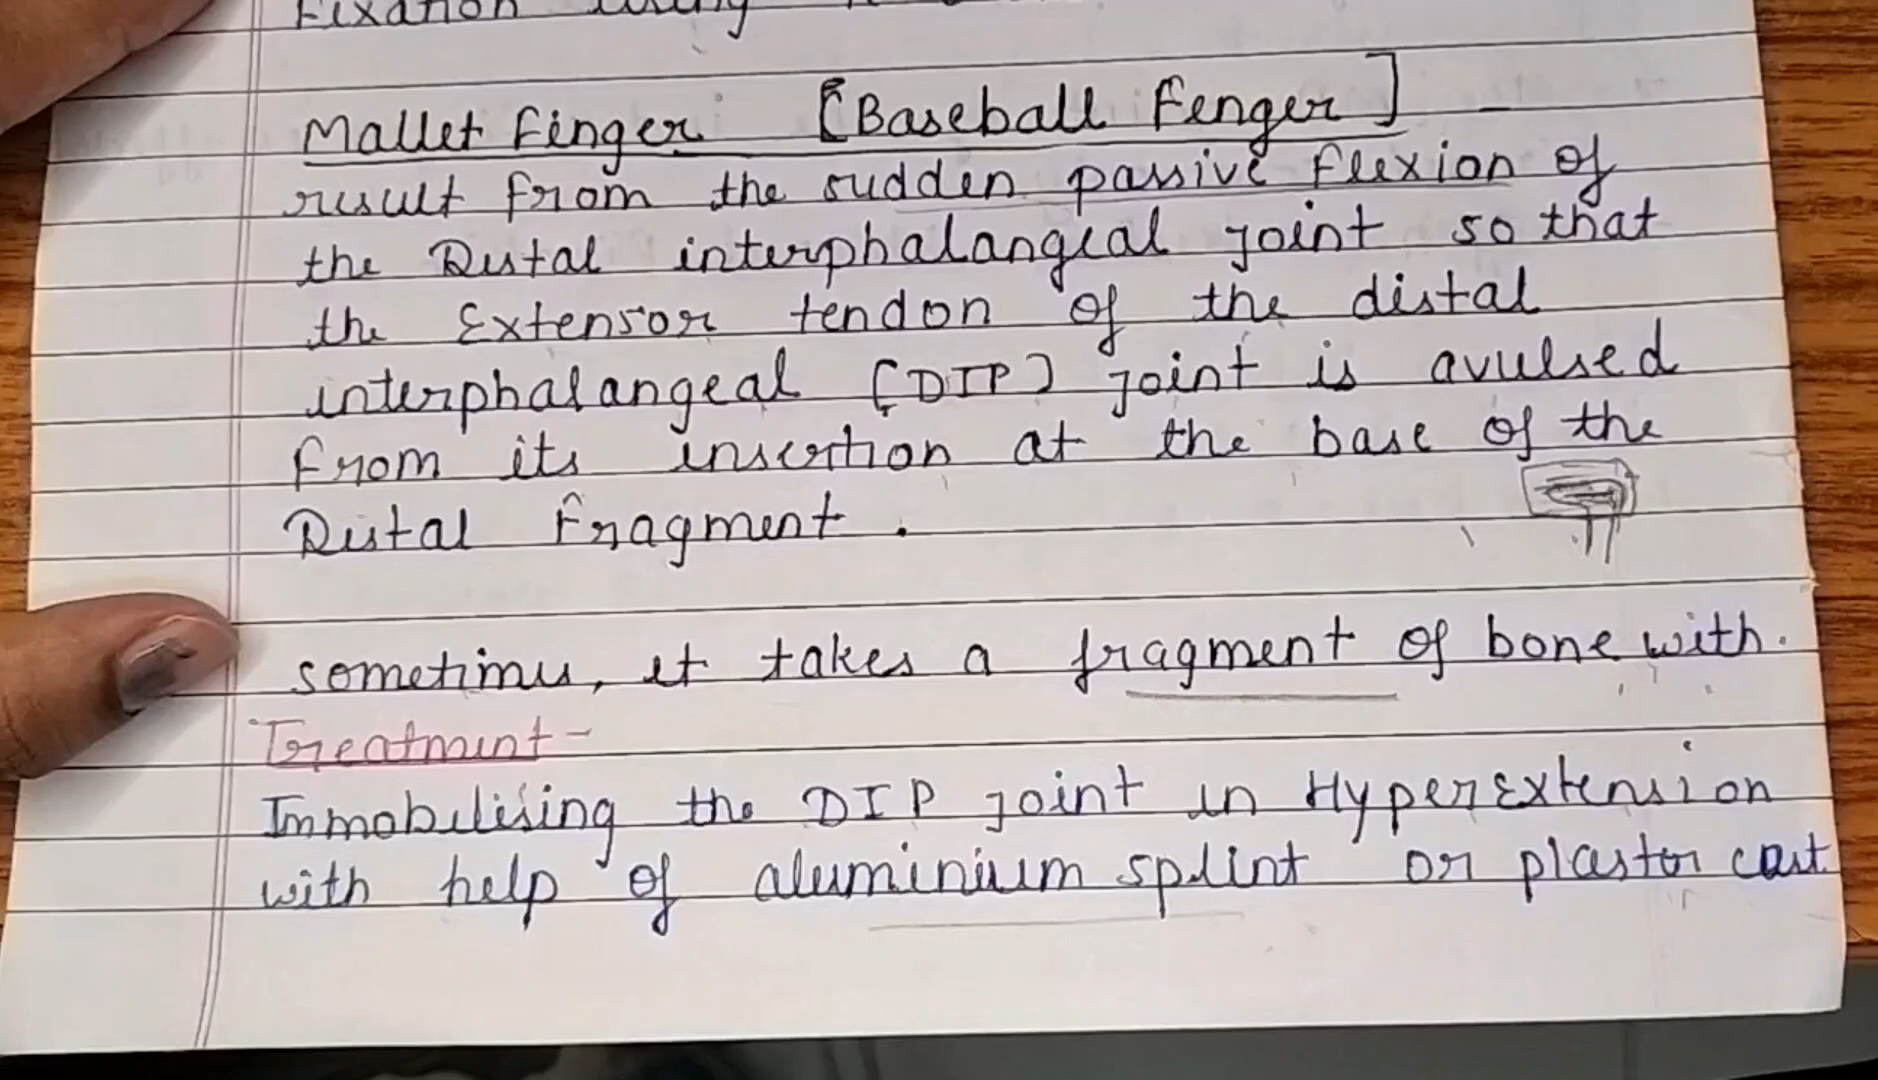 Fixation using
Mallet Finger [Baseball Finger]
result from the sudden passive flexion of
the Distal interphalangeal joint so that
the Extensor tendon of the distal
interphalangeal [DIP] joint is avulsed
from its insertion at the base of the
Distal Fragment.
sometimes, it takes a fragment of bone with.
Treatment-
Immobilising the DIP joint in Hyperextension
with help of aluminium splint or plaster cast